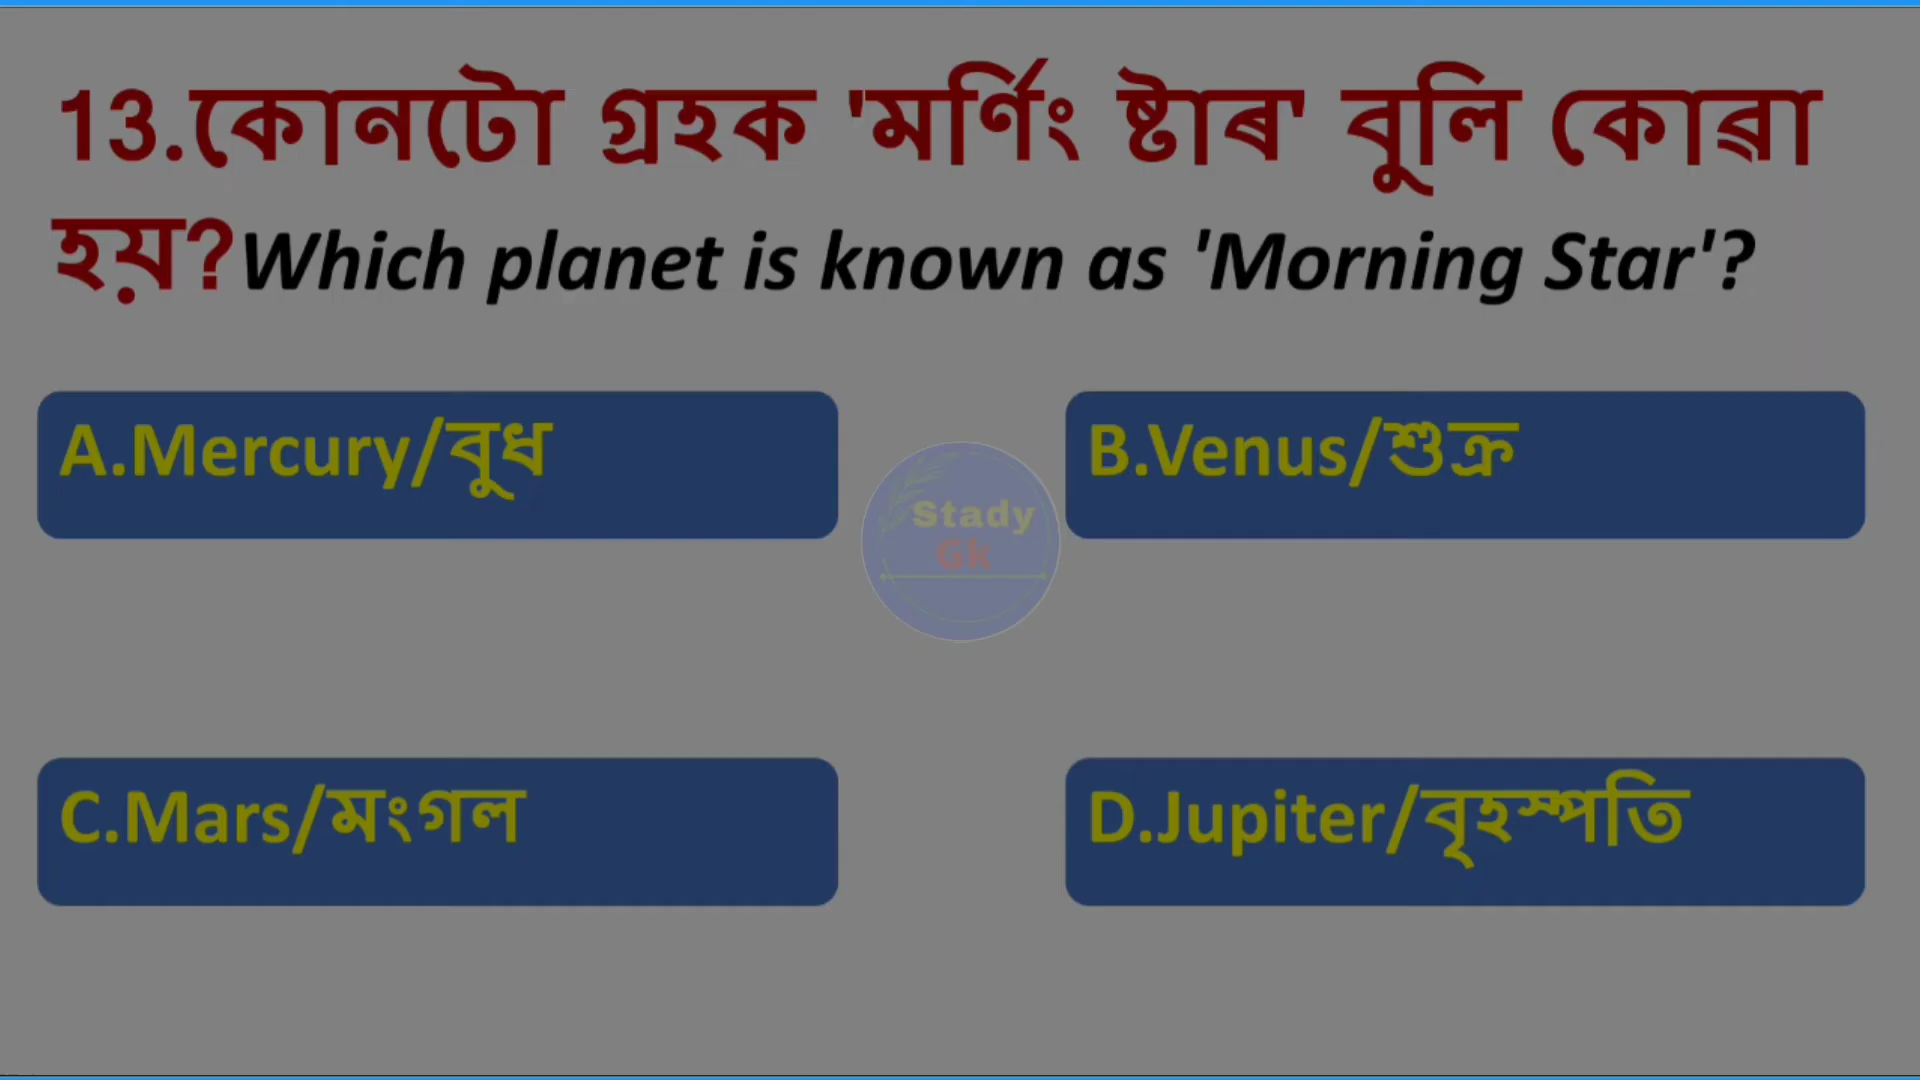 13.কোনটো গ্ৰহক 'মৰ্ণিং ষ্টাৰ' বুলি কোৱা
হয়?Which planet is known as 'Morning Star'?
A.Mercury/বুধ
B.Venus/শুক্ৰ
Stady
Gk
C.Mars/মংগল
D.Jupiter/বৃহস্পতি